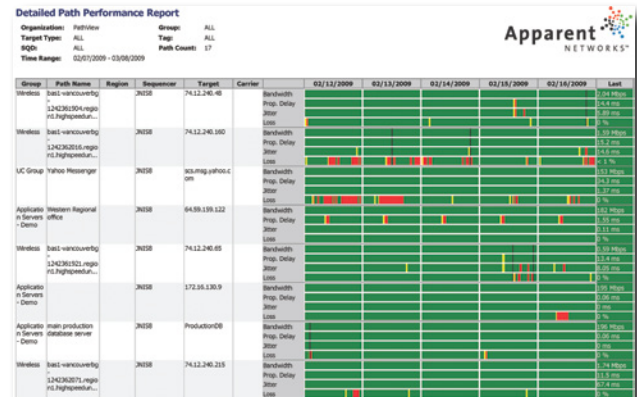 Detailed Path Performance Report
Organization: PathView Group: ALL
Target Type: ALL Tag: ALL
SQD: ALL Path Count: 17
Time Range: 02/07/2009 - 03/08/2009
Apparent
NETWORKS
Group Path Name Region Sequencer Target Carrier 02/12/2009 02/13/2009 02/14/2009 02/15/2009 02/16/2009 Last
Wireless bas1-vancouverbg JNISB 74.12.240.48 Bandwidth 2.04 Mbps
- Prop. Delay 14.4 ms
1242361904.regio Jitter 5.89 ms
n1.highspeedun... Loss 0 %
Wireless bas1-vancouverbg JNISB 74.12.240.160 Bandwidth 1.59 Mbps
- Prop. Delay 15.2 ms
1242362016.regio Jitter 14.6 ms
n1.highspeedun... Loss < 1 %
UC Group Yahoo Messenger JNISB scs.msg.yahoo.c Bandwidth 153 Mbps
om Prop. Delay 34.3 ms
Jitter 1.37 ms
Loss 0 %
Applicatio Western Regional JNISB 64.59.159.122 Bandwidth 162 Mbps
n Servers office Prop. Delay 1.55 ms
- Demo Jitter 0.11 ms
Loss 0 %
Wireless bas1-vancouverbg JNISB 74.12.240.65 Bandwidth 0.59 Mbps
- Prop. Delay 13.4 ms
1242361921.regio Jitter 8.05 ms
n1.highspeedun... Loss 0 %
Applicatio JNISB 172.16.130.9 Bandwidth 195 Mbps
n Servers Prop. Delay 0.06 ms
- Demo Jitter 0 ms
Loss 0 %
Applicatio main production JNISB ProductionDB Bandwidth 196 Mbps
n Servers database server Prop. Delay 0.06 ms
- Demo Jitter 0 ms
Loss 0 %
Wireless bas1-vancouverbg JNISB 74.12.240.215 Bandwidth 1.74 Mbps
- Prop. Delay 11.5 ms
1242362071.regio Jitter 67.4 ms
n1.highspeedun... Loss 0 %